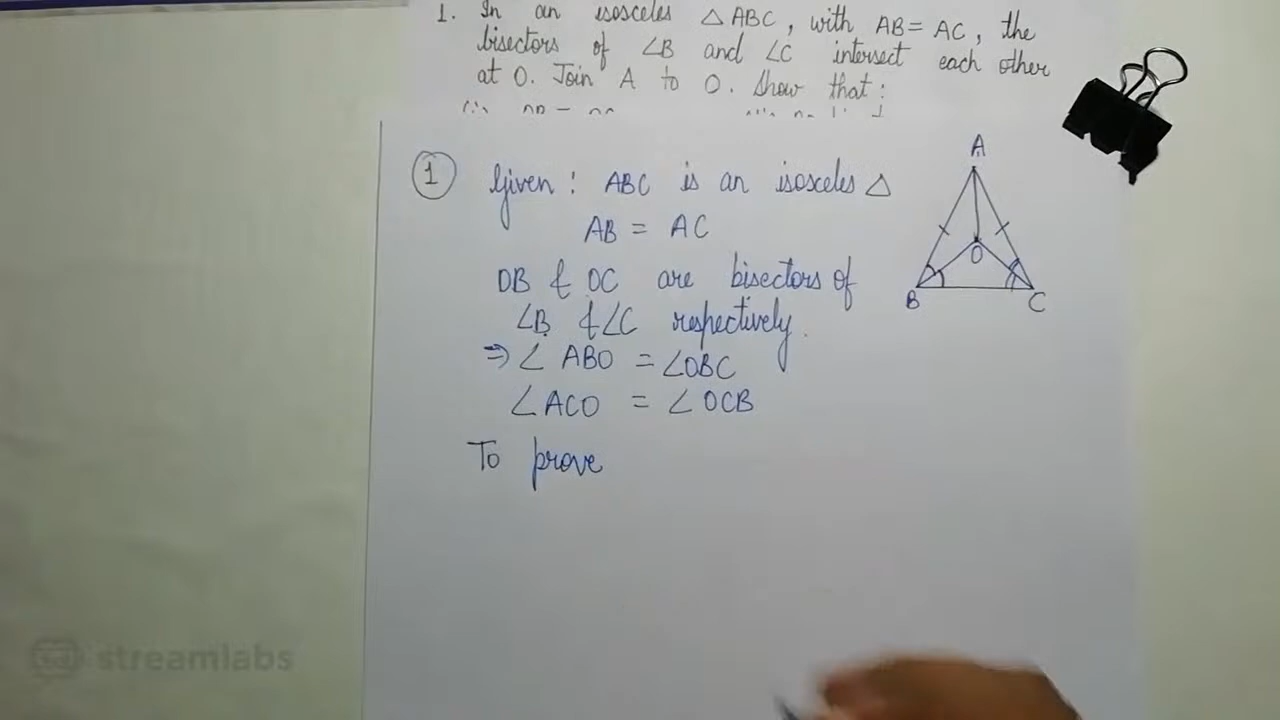 1. In an isosceles △ ABC, with AB = AC, the
bisectors of ∠B and ∠C intersect each other
at O. Join A to O. Show that :
1 Given : ABC is an isosceles △
AB = AC
OB & OC are bisectors of
∠B & ∠C respectively.
⇒ ∠ ABO = ∠OBC
∠ACO = ∠ OCB
To prove
A
O
B C
streamlabs